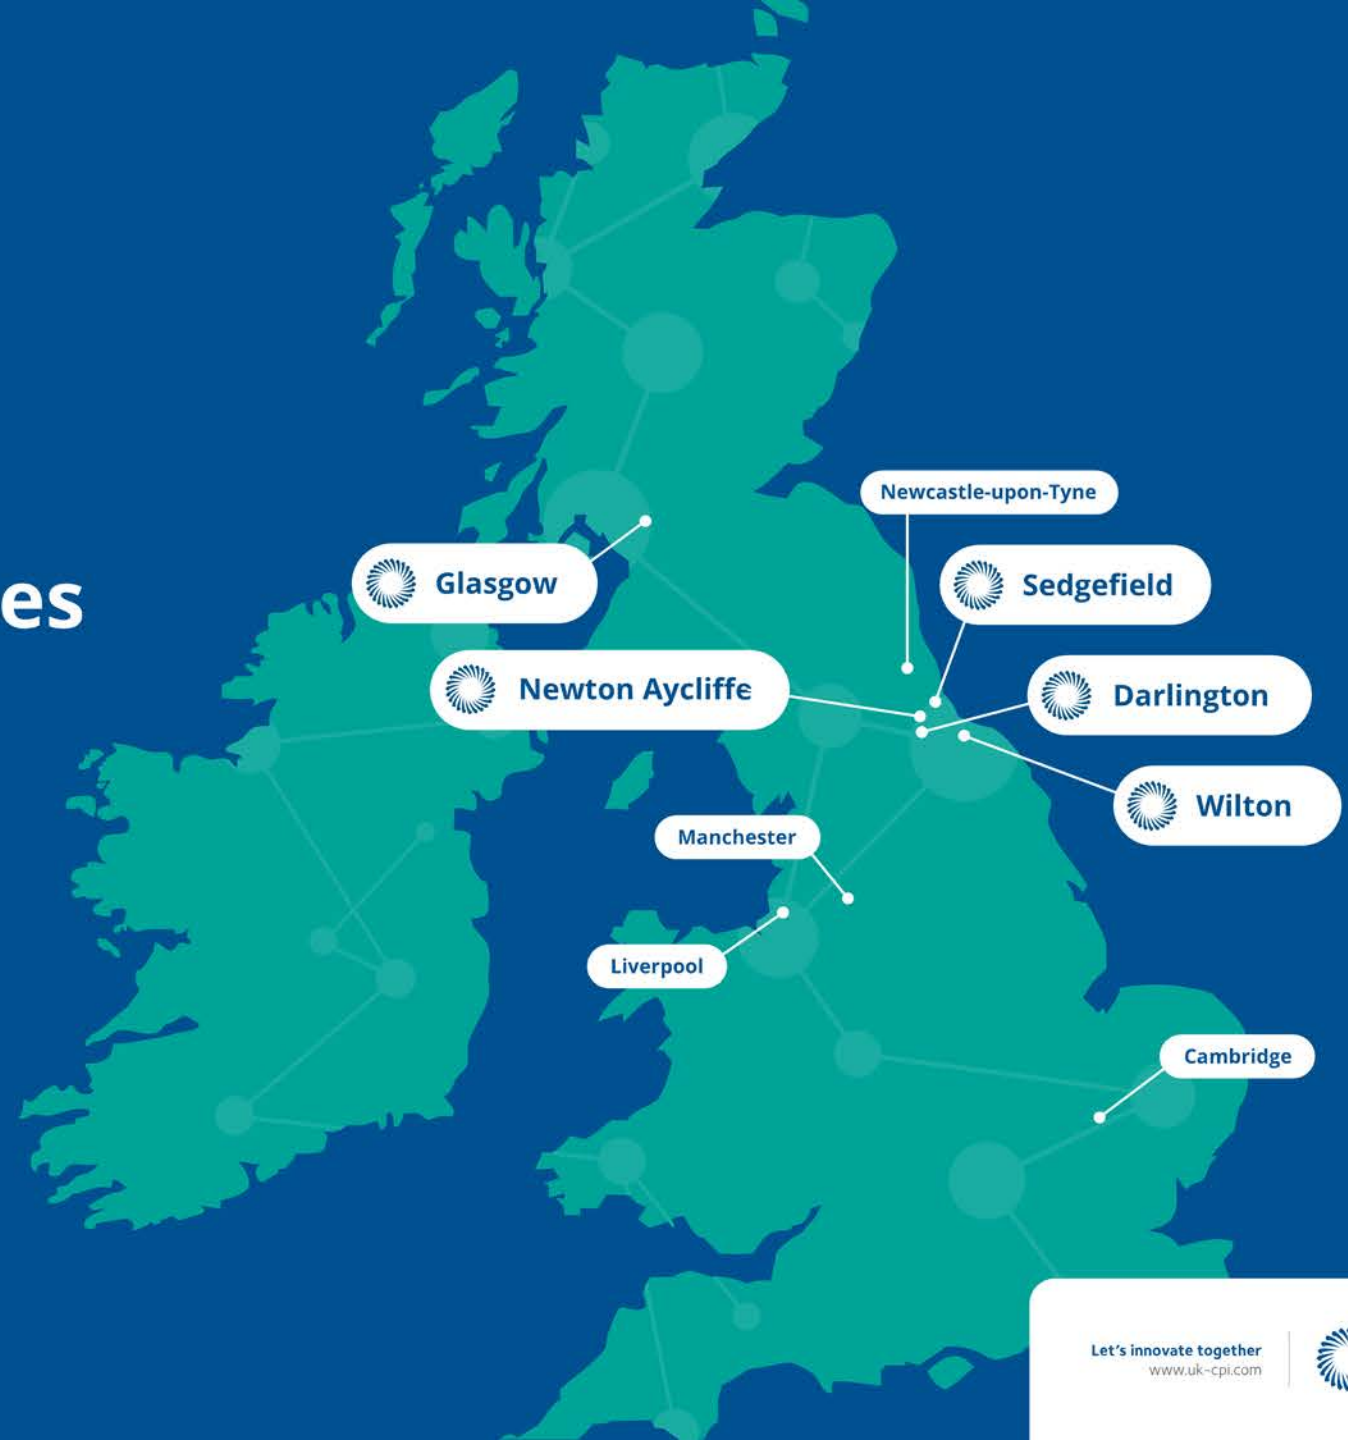 es
Newcastle-upon-Tyne
Glasgow
Sedgefield
Newton Aycliffe
Darlington
Wilton
Manchester
Liverpool
Cambridge
Let's innovate together
www.uk-cpi.com